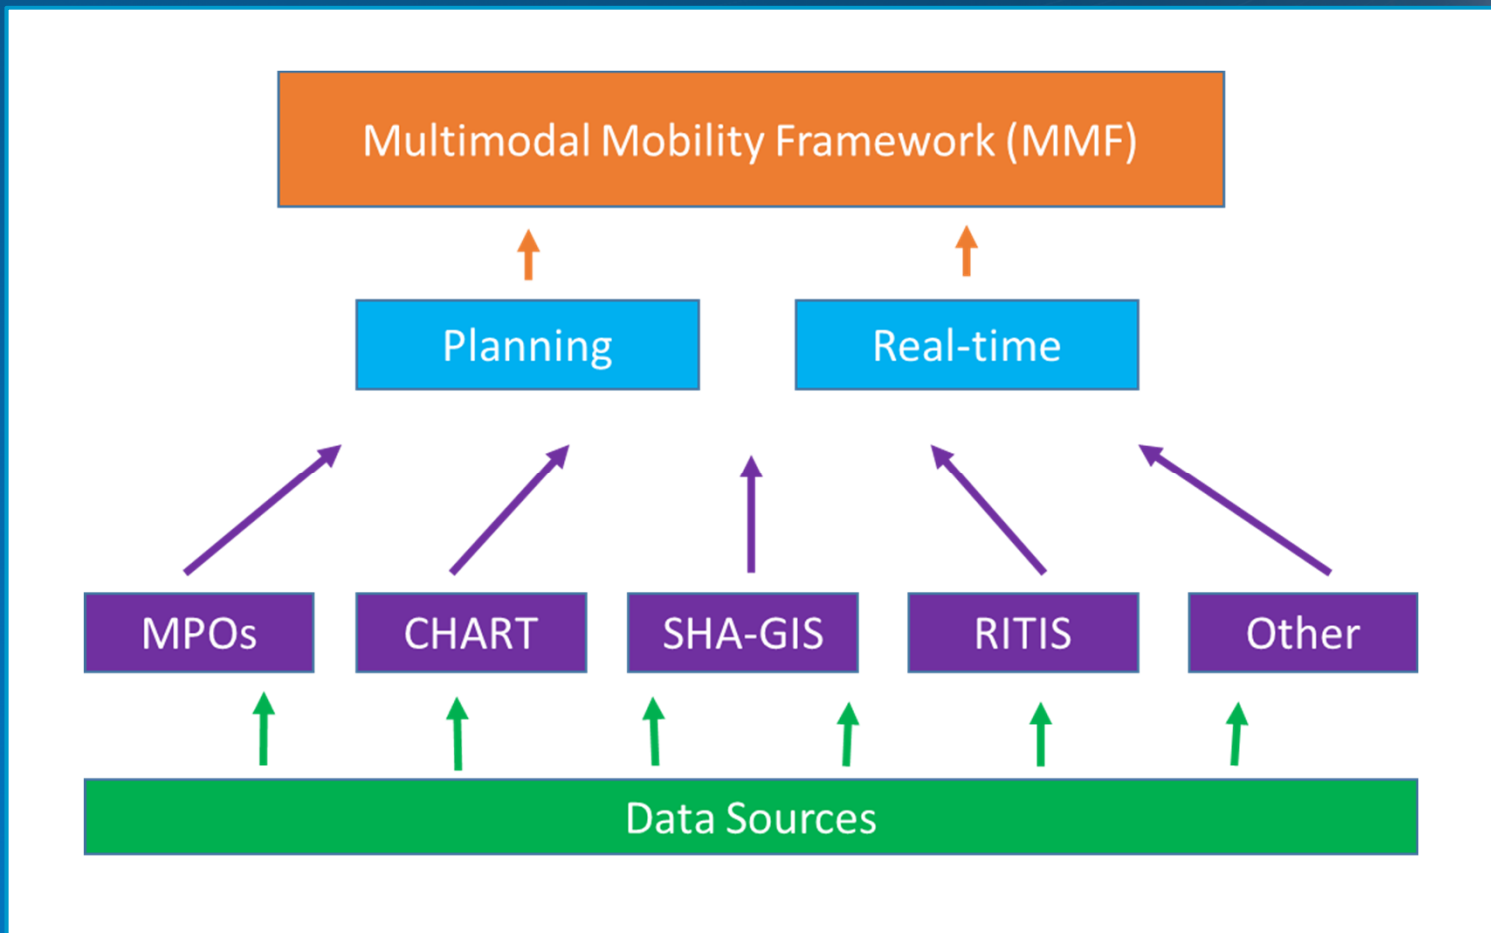 Multimodal Mobility Framework (MMF)
Planning
Real-time
MPOs
CHART
SHA-GIS
RITIS
Other
Data Sources